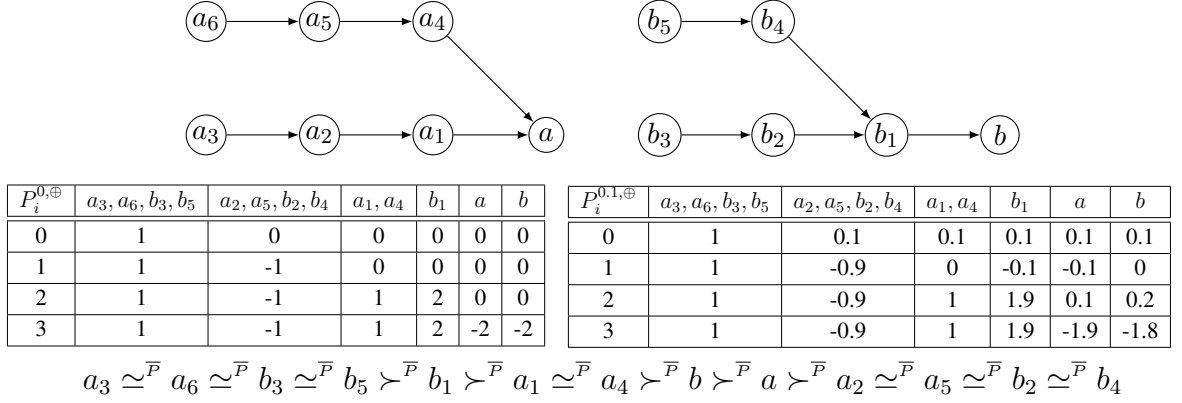 a₆ a₅ a₄ b₅ b₄
a₃ a₂ a₁ a b₃ b₂ b₁ b
P_i^{0,⊕} a₃, a₆, b₃, b₅ a₂, a₅, b₂, b₄ a₁, a₄ b₁ a b
0 1 0 0 0 0 0
1 1 -1 0 0 0 0
2 1 -1 1 2 0 0
3 1 -1 1 2 -2 -2
P_i^{0.1,⊕} a₃, a₆, b₃, b₅ a₂, a₅, b₂, b₄ a₁, a₄ b₁ a b
0 1 0.1 0.1 0.1 0.1 0.1
1 1 -0.9 0 -0.1 -0.1 0
2 1 -0.9 1 1.9 0.1 0.2
3 1 -0.9 1 1.9 -1.9 -1.8
a₃ ≃^{P̅} a₆ ≃^{P̅} b₃ ≃^{P̅} b₅ ≻^{P̅} b₁ ≻^{P̅} a₁ ≃^{P̅} a₄ ≻^{P̅} b ≻^{P̅} a ≻^{P̅} a₂ ≃^{P̅} a₅ ≃^{P̅} b₂ ≃^{P̅} b₄